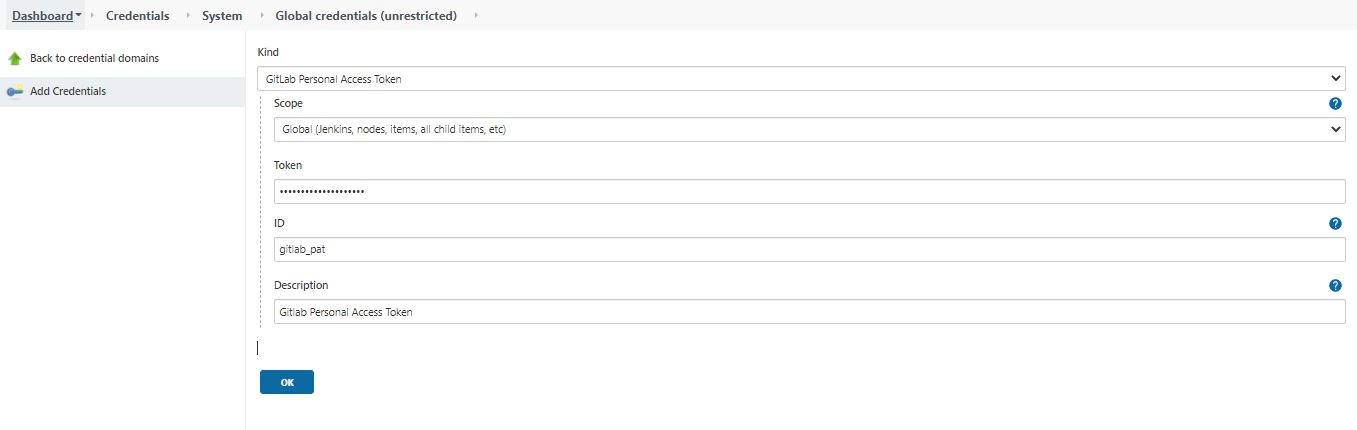 Dashboard Credentials System Global credentials (unrestricted)
Back to credential domains
Add Credentials
Kind
GitLab Personal Access Token
Scope
Global (Jenkins, nodes, items, all child items, etc)
Token
••••••••••••••••••••
ID
gitlab_pat
Description
Gitlab Personal Access Token
OK